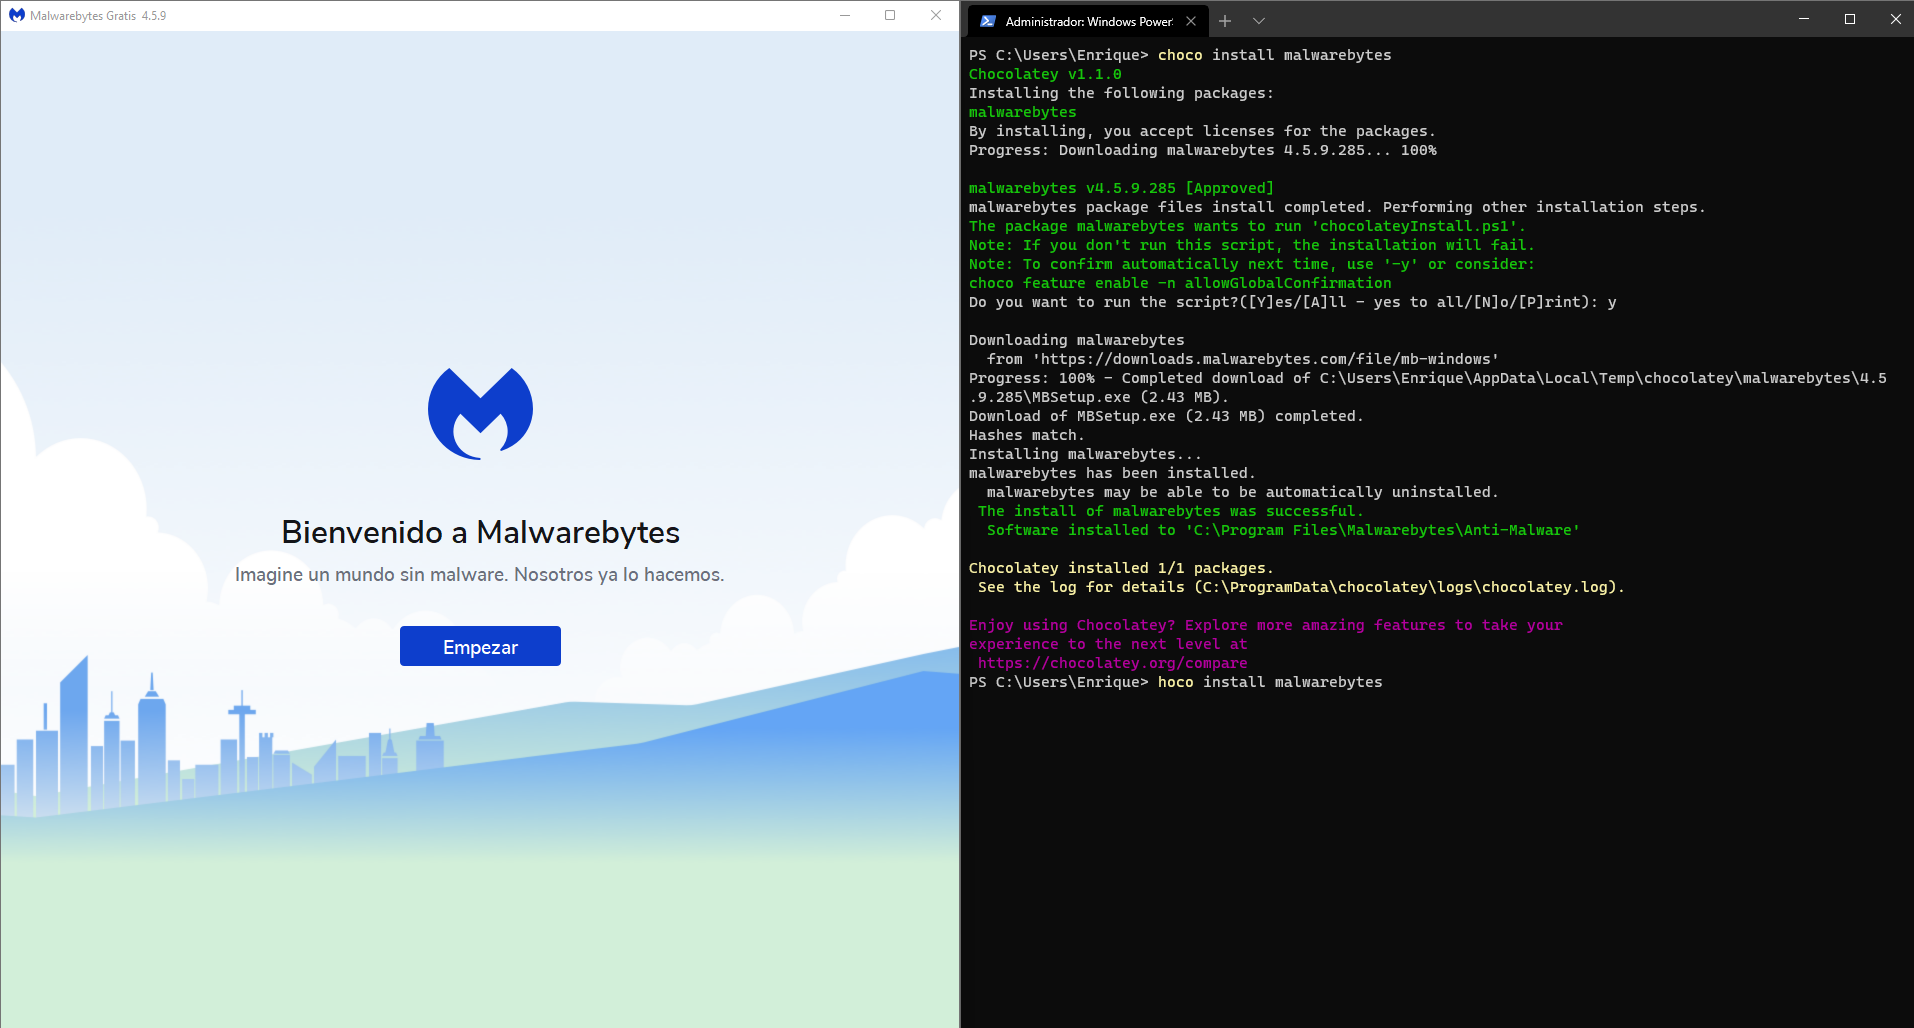 Malwarebytes Gratis 4.5.9
Bienvenido a Malwarebytes
Imagine un mundo sin malware. Nosotros ya lo hacemos.
Empezar
Administrador: Windows Power
PS C:\Users\Enrique> choco install malwarebytes
Chocolatey v1.1.0
Installing the following packages:
malwarebytes
By installing, you accept licenses for the packages.
Progress: Downloading malwarebytes 4.5.9.285... 100%
malwarebytes v4.5.9.285 [Approved]
malwarebytes package files install completed. Performing other installation steps.
The package malwarebytes wants to run 'chocolateyInstall.ps1'.
Note: If you don't run this script, the installation will fail.
Note: To confirm automatically next time, use '-y' or consider:
choco feature enable -n allowGlobalConfirmation
Do you want to run the script?([Y]es/[A]ll - yes to all/[N]o/[P]rint): y
Downloading malwarebytes
from 'https://downloads.malwarebytes.com/file/mb-windows'
Progress: 100% - Completed download of C:\Users\Enrique\AppData\Local\Temp\chocolatey\malwarebytes\4.5
.9.285\MBSetup.exe (2.43 MB).
Download of MBSetup.exe (2.43 MB) completed.
Hashes match.
Installing malwarebytes...
malwarebytes has been installed.
malwarebytes may be able to be automatically uninstalled.
The install of malwarebytes was successful.
Software installed to 'C:\Program Files\Malwarebytes\Anti-Malware'
Chocolatey installed 1/1 packages.
See the log for details (C:\ProgramData\chocolatey\logs\chocolatey.log).
Enjoy using Chocolatey? Explore more amazing features to take your
experience to the next level at
https://chocolatey.org/compare
PS C:\Users\Enrique> hoco install malwarebytes